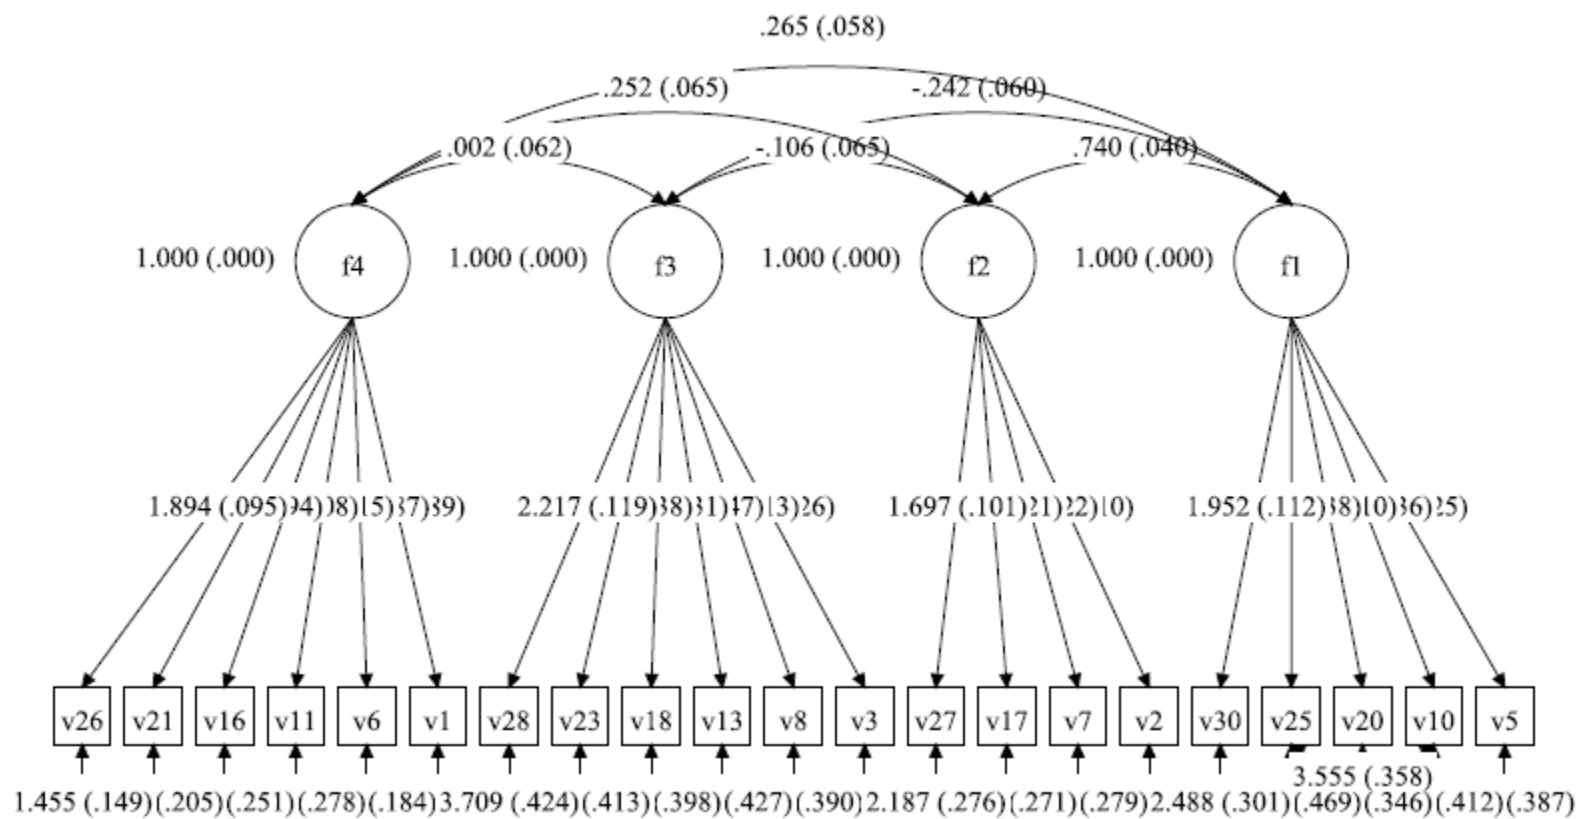 .265 (.058)
.252 (.065) -.242 (.060)
.002 (.062) -.106 (.065) .740 (.040)
1.000 (.000) f4 1.000 (.000) f3 1.000 (.000) f2 1.000 (.000) f1
1.894 (.095) 2.217 (.119) 1.697 (.101) 1.952 (.112)
v26 v21 v16 v11 v6 v1 v28 v23 v18 v13 v8 v3 v27 v17 v7 v2 v30 v25 v20 v10 v5
3.555 (.358)
1.455 (.149) (.205) (.251) (.278) (.184) 3.709 (.424) (.413) (.398) (.427) (.390) 2.187 (.276) (.271) (.279) 2.488 (.301) (.469) (.346) (.412) (.387)